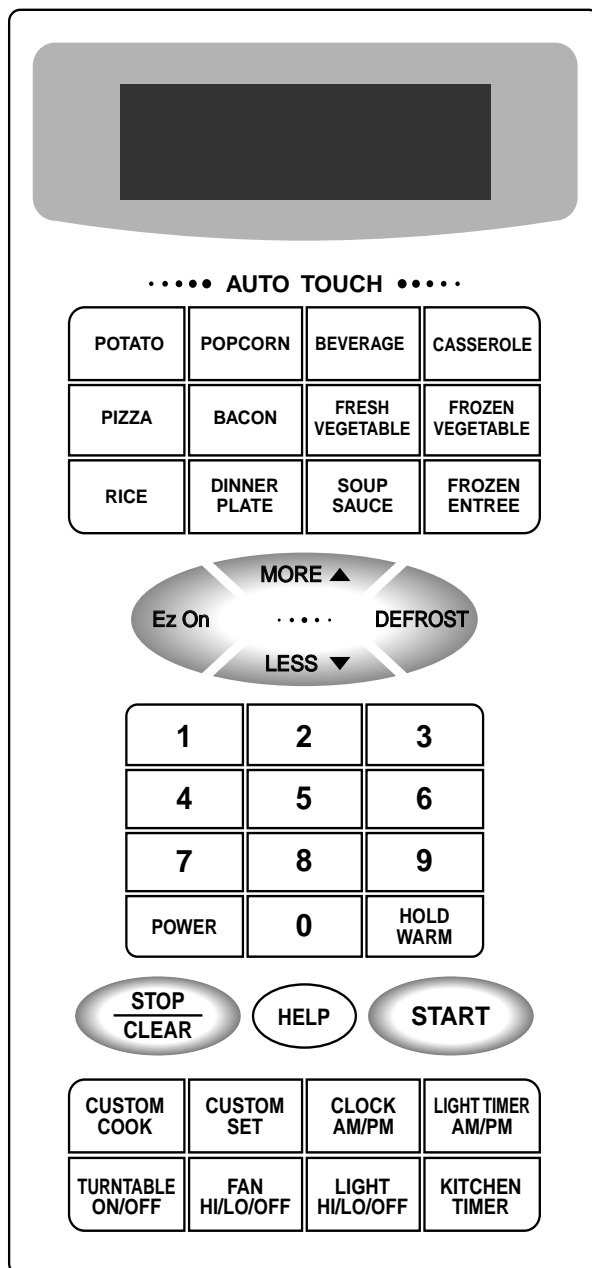 AUTO TOUCH
POTATO
POPCORN
BEVERAGE
CASSEROLE
PIZZA
BACON
FRESH
VEGETABLE
FROZEN
VEGETABLE
RICE
DINNER
PLATE
SOUP
SAUCE
FROZEN
ENTREE
MORE ▲
Ez On
DEFROST
LESS ▼
1
2
3
4
5
6
7
8
9
POWER
0
HOLD
WARM
STOP
CLEAR
HELP
START
CUSTOM
COOK
CUSTOM
SET
CLOCK
AM/PM
LIGHT TIMER
AM/PM
TURNTABLE
ON/OFF
FAN
HI/LO/OFF
LIGHT
HI/LO/OFF
KITCHEN
TIMER